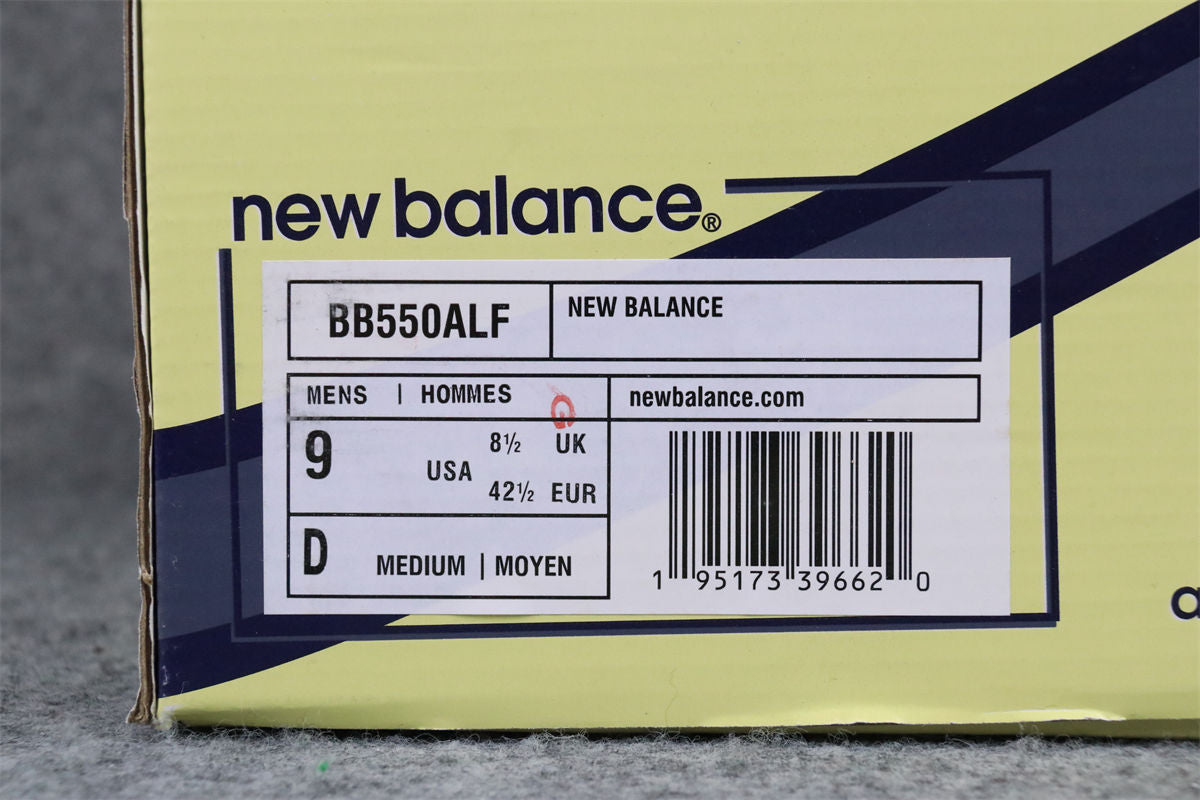 new balance®
BB550ALF
NEW BALANCE
MENS | HOMMES
newbalance.com
9 USA 8½ UK
42½ EUR
D MEDIUM | MOYEN
1 95173 39662 0